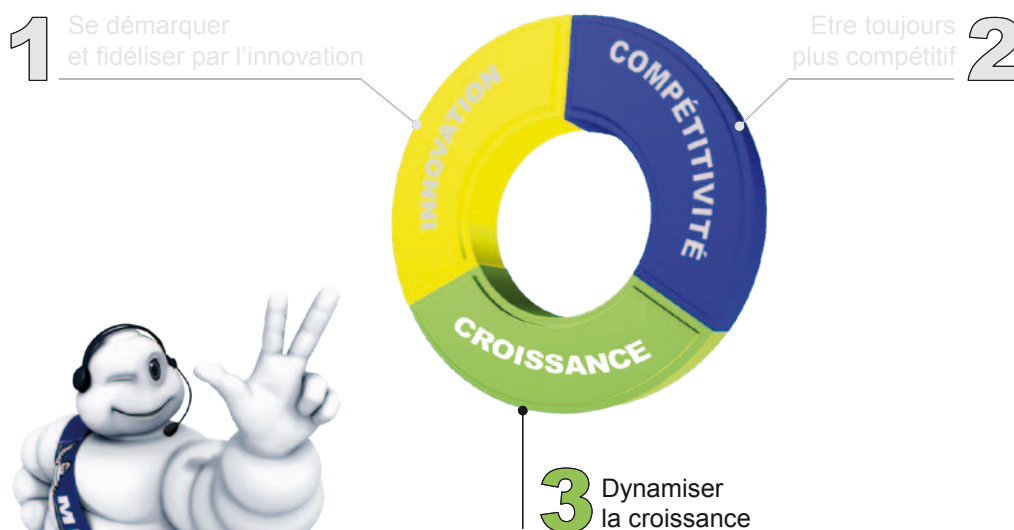 1
Se démarquer
et fidéliser par l’innovation
Etre toujours
plus compétitif
2
INNOVATION
COMPÉTITIVITÉ
CROISSANCE
3
Dynamiser
la croissance